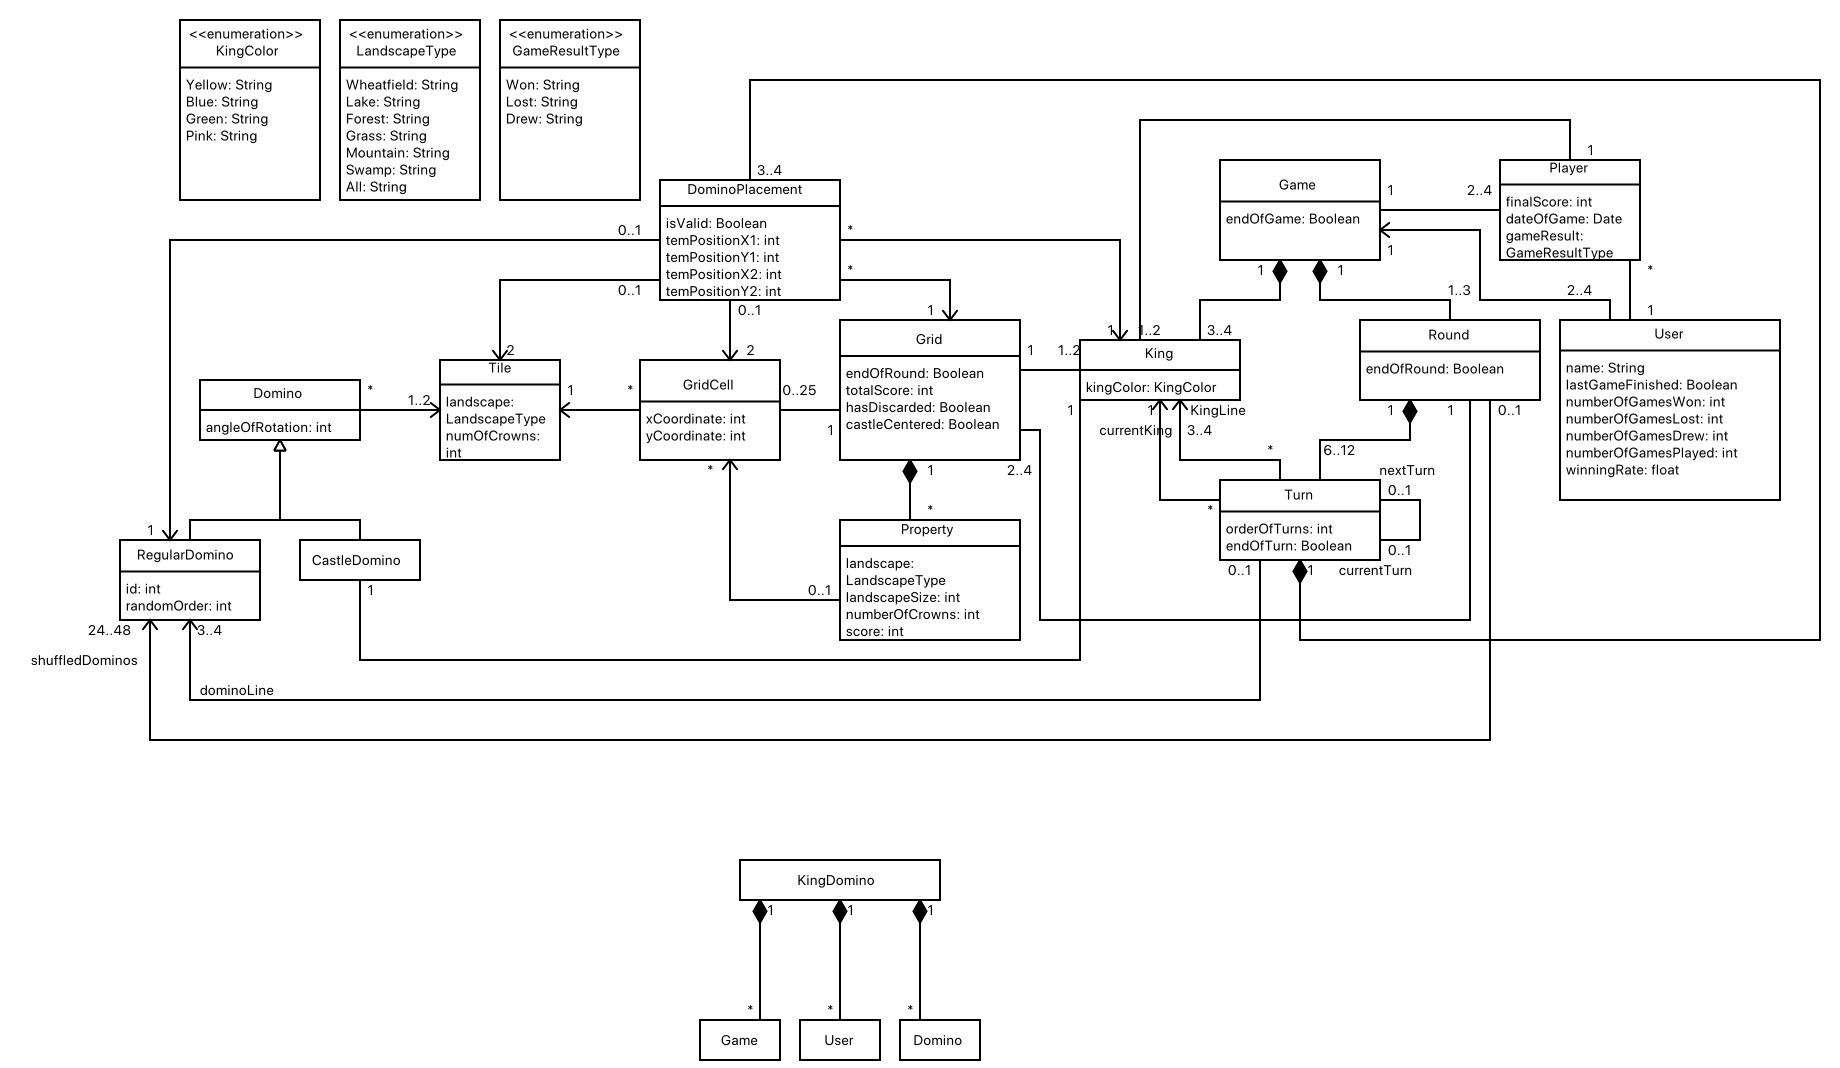 <<enumeration>>
KingColor
Yellow: String
Blue: String
Green: String
Pink: String
<<enumeration>>
LandscapeType
Wheatfield: String
Lake: String
Forest: String
Grass: String
Mountain: String
Swamp: String
All: String
<<enumeration>>
GameResultType
Won: String
Lost: String
Drew: String
3..4
DominoPlacement
isValid: Boolean
temPositionX1: int
temPositionY1: int
temPositionX2: int
temPositionY2: int
0..1
0..1
0..1
*
*
Game
endOfGame: Boolean
1
2..4
1
1
1
1
Player
finalScore: int
dateOfGame: Date
gameResult:
GameResultType
*
1..3
2..4
1
Domino
angleOfRotation: int
*
1..2
2
Tile
landscape:
LandscapeType
numOfCrowns:
int
1
*
2
GridCell
xCoordinate: int
yCoordinate: int
0..25
1
*
1
Grid
endOfRound: Boolean
totalScore: int
hasDiscarded: Boolean
castleCentered: Boolean
1
1..2
1
2..4
1
1..2
3..4
King
kingColor: KingColor
1
1
KingLine
currentKing
3..4
*
Round
endOfRound: Boolean
1
1
0..1
6..12
User
name: String
lastGameFinished: Boolean
numberOfGamesWon: int
numberOfGamesLost: int
numberOfGamesDrew: int
numberOfGamesPlayed: int
winningRate: float
nextTurn
0..1
Turn
orderOfTurns: int
endOfTurn: Boolean
*
0..1
currentTurn
0..1
1
*
Property
landscape:
LandscapeType
landscapeSize: int
numberOfCrowns: int
score: int
0..1
1
RegularDomino
id: int
randomOrder: int
CastleDomino
1
24..48
3..4
shuffledDominos
dominoLine
KingDomino
1
1
1
*
*
*
Game
User
Domino